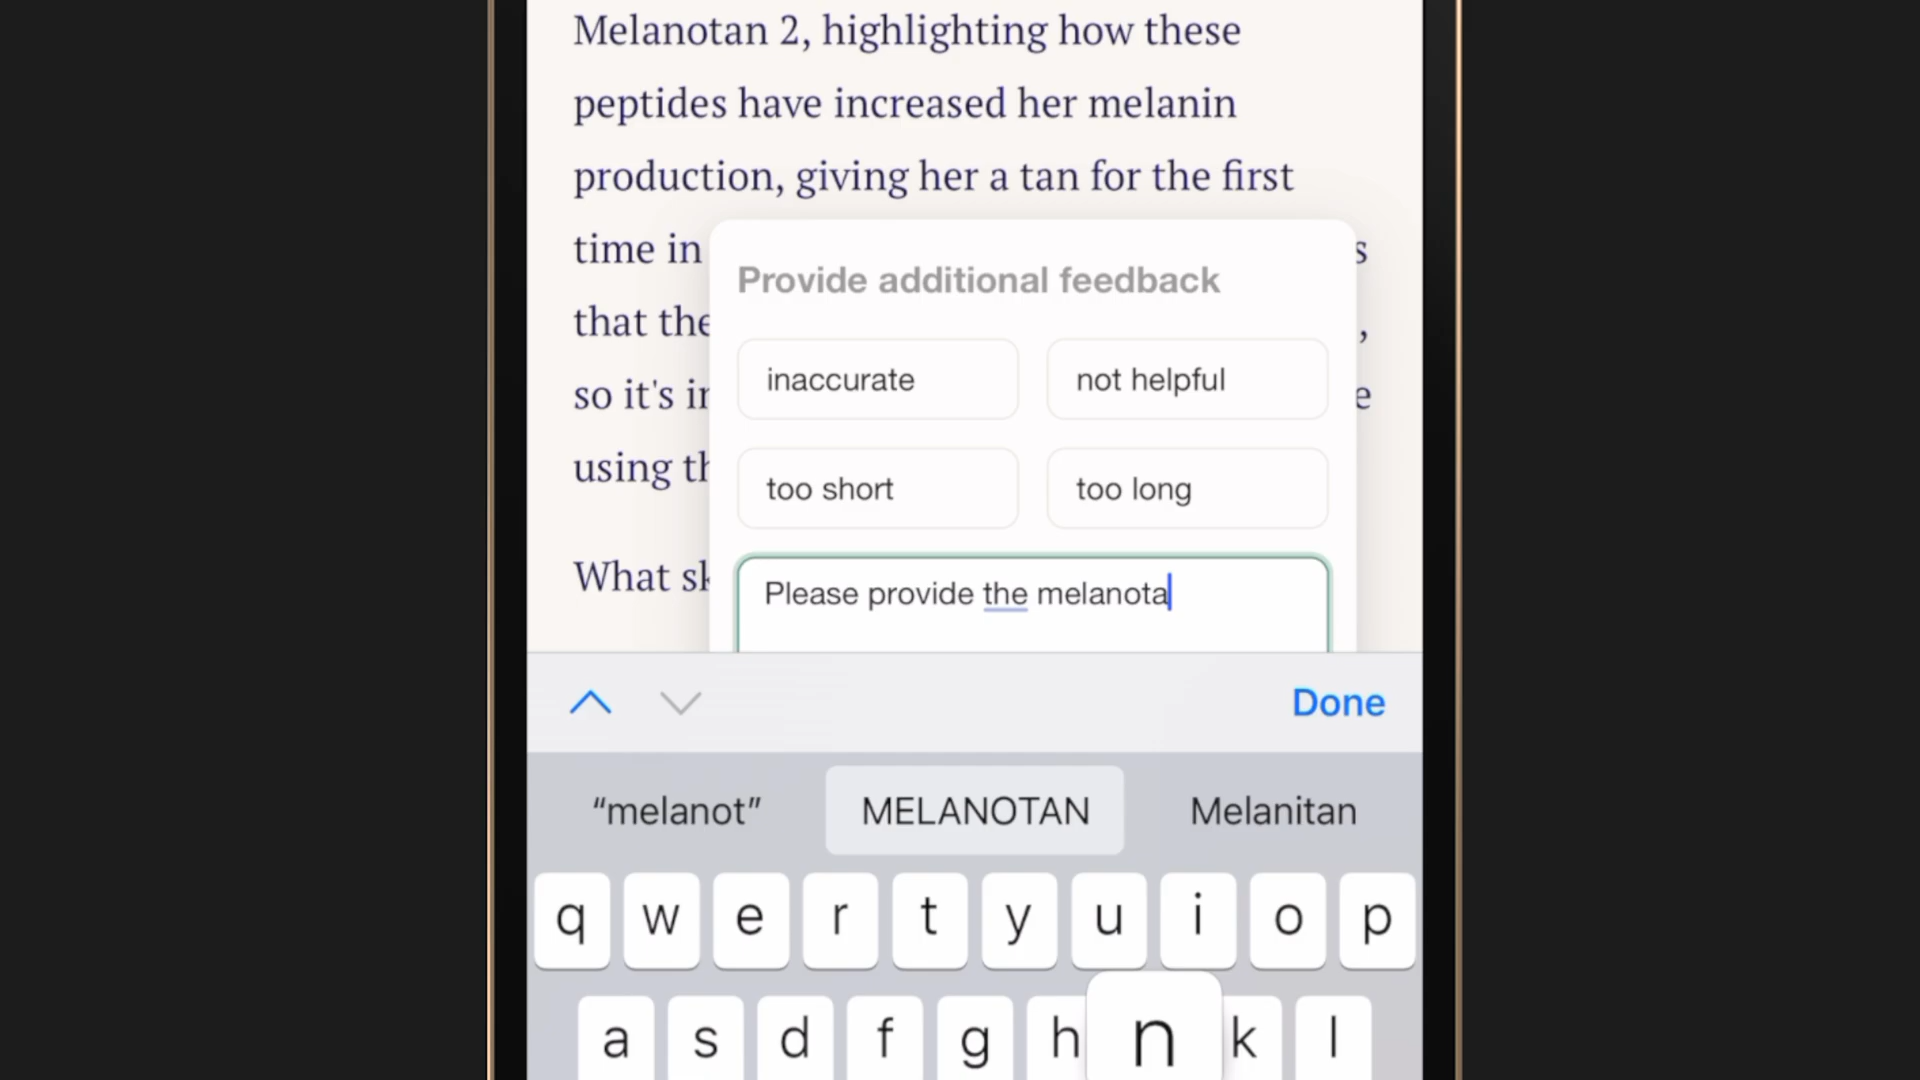 Melanotan 2, highlighting how these
peptides have increased her melanin
production, giving her a tan for the first
time in
s
that the
,
so it's in
e
using th
What sk
Provide additional feedback
inaccurate
not helpful
too short
too long
Please provide the melanota
Done
“melanot”
MELANOTAN
Melanitan
q w e r t y u i o p
a s d f g h n k l